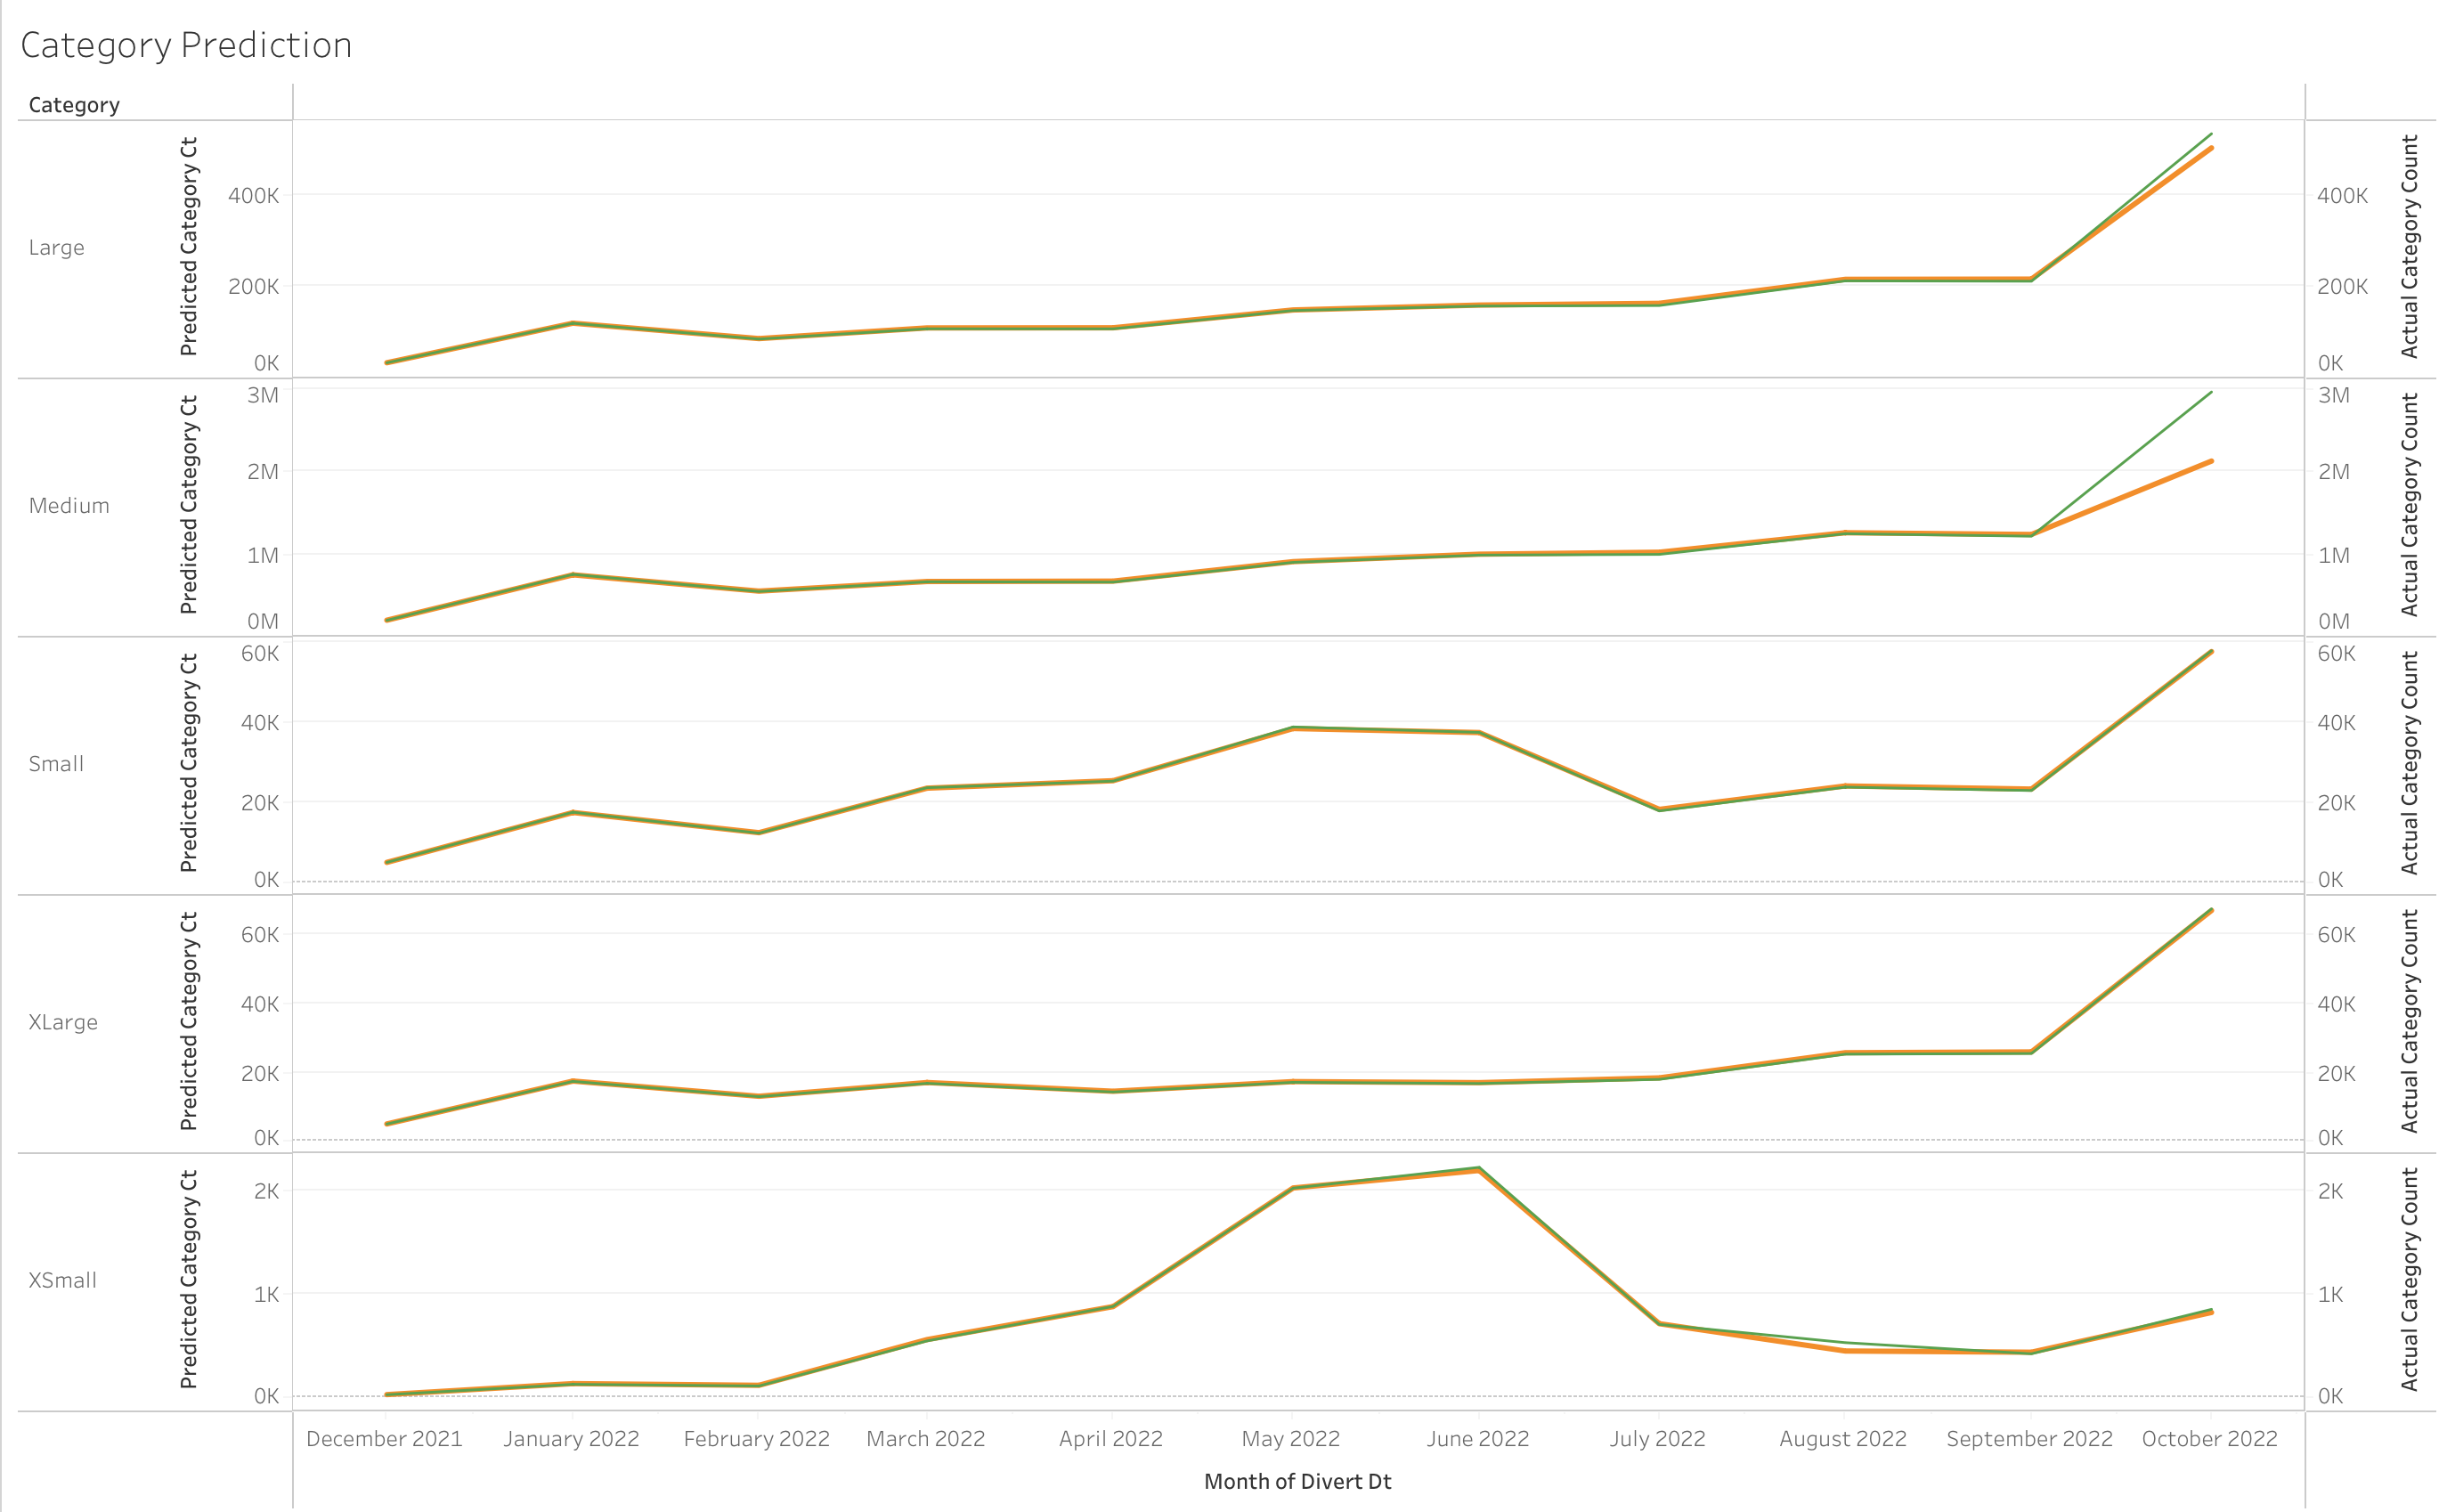 Category Prediction
Category
Large
Predicted Category Ct
400K
200K
0K
400K
200K
0K
Actual Category Count
Medium
Predicted Category Ct
3M
2M
1M
0M
3M
2M
1M
0M
Actual Category Count
Small
Predicted Category Ct
60K
40K
20K
0K
60K
40K
20K
0K
Actual Category Count
XLarge
Predicted Category Ct
60K
40K
20K
0K
60K
40K
20K
0K
Actual Category Count
XSmall
Predicted Category Ct
2K
1K
0K
2K
1K
0K
Actual Category Count
December 2021 January 2022 February 2022 March 2022 April 2022 May 2022 June 2022 July 2022 August 2022 September 2022 October 2022
Month of Divert Dt